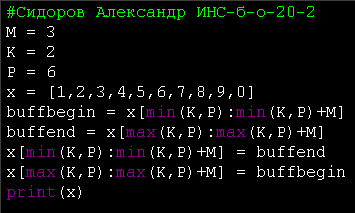 #Сидоров Александр ИНС-б-о-20-2
M = 3
K = 2
P = 6
x = [1,2,3,4,5,6,7,8,9,0]
buffbegin = x[min(K,P):min(K,P)+M]
buffend = x[max(K,P):max(K,P)+M]
x[min(K,P):min(K,P)+M] = buffend
x[max(K,P):max(K,P)+M] = buffbegin
print(x)